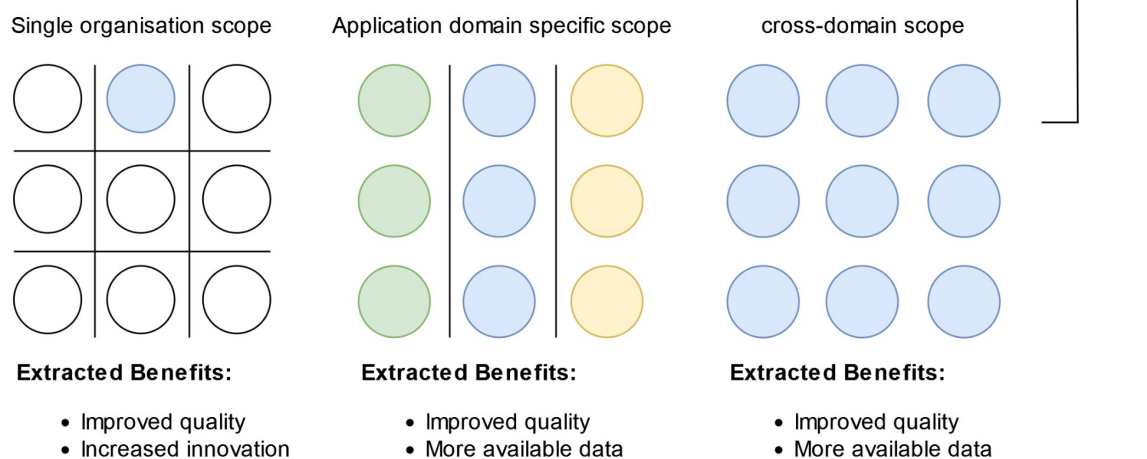 Single organisation scope
Application domain specific scope
cross-domain scope
Extracted Benefits:
• Improved quality
• Increased innovation
Extracted Benefits:
• Improved quality
• More available data
Extracted Benefits:
• Improved quality
• More available data